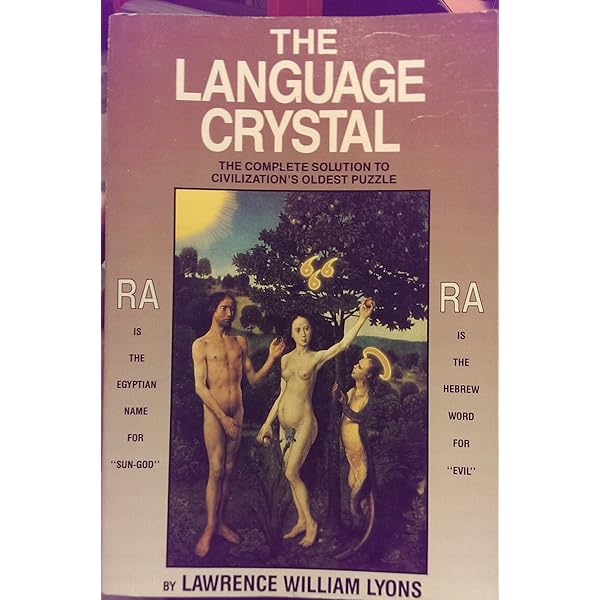 THE
LANGUAGE
CRYSTAL
THE COMPLETE SOLUTION TO
CIVILIZATION'S OLDEST PUZZLE
RA
IS
THE
EGYPTIAN
NAME
FOR
"SUN-GOD"
666
RA
IS
THE
HEBREW
WORD
FOR
"EVIL"
BY LAWRENCE WILLIAM LYONS